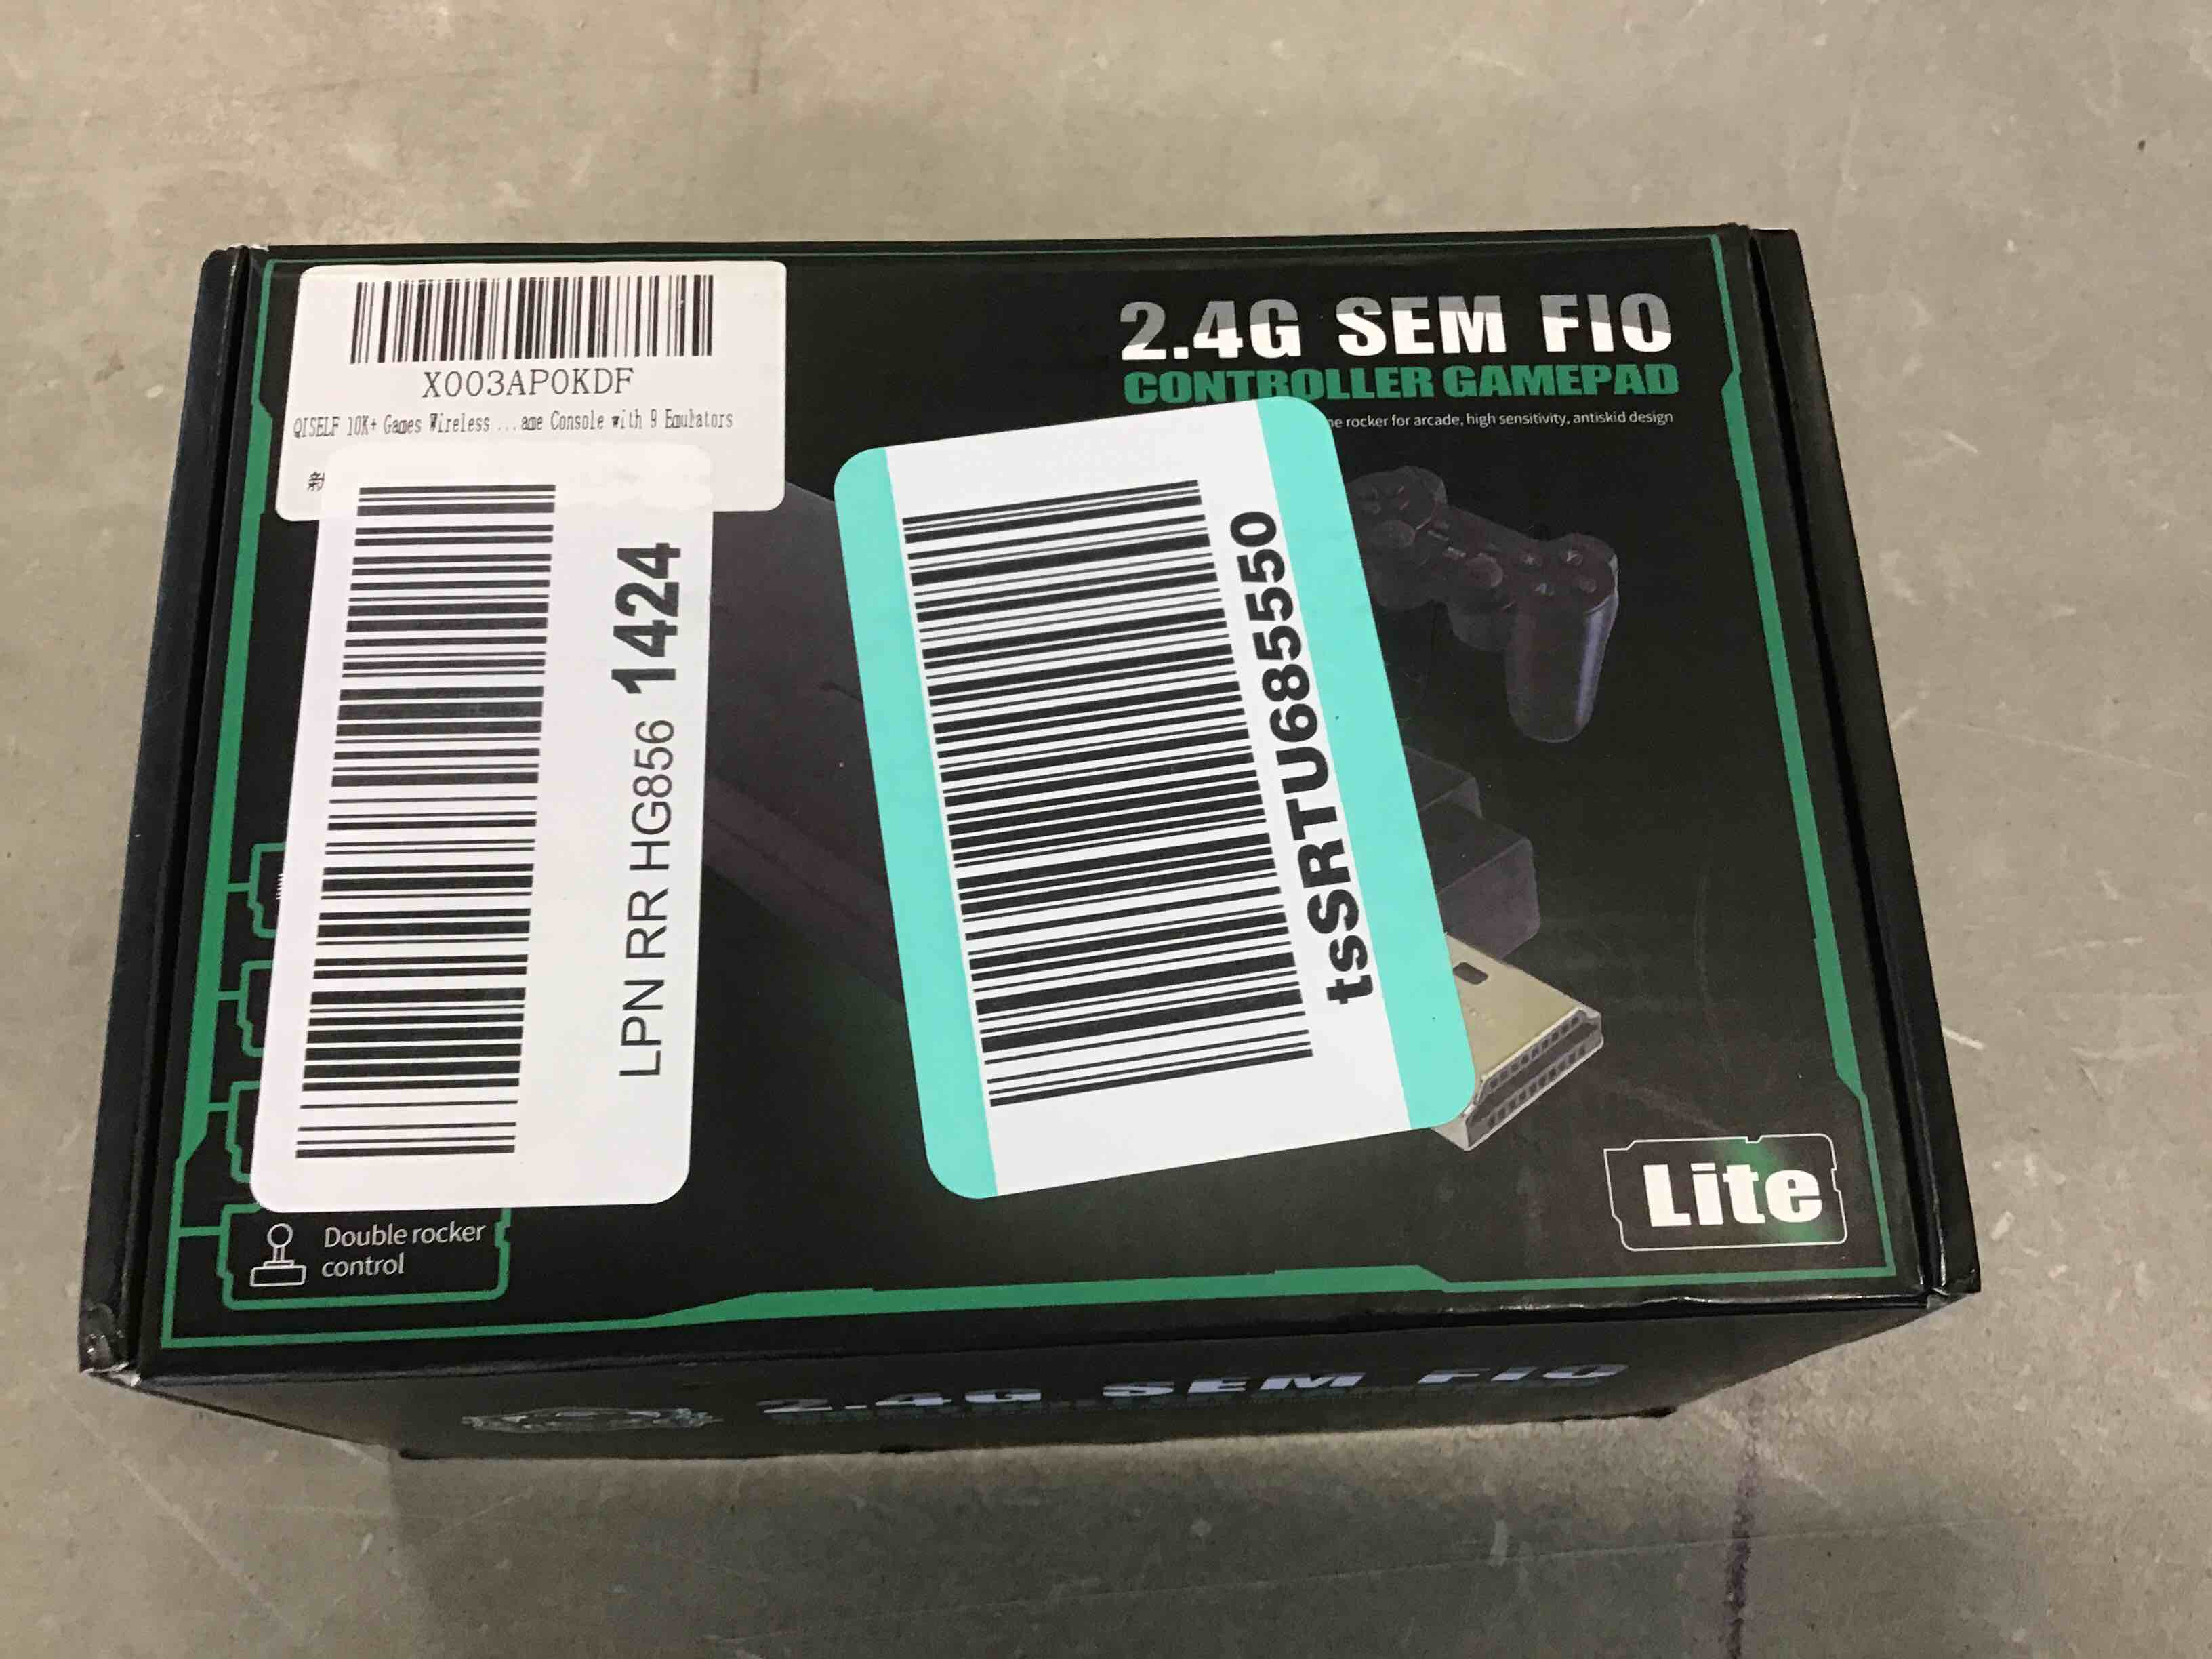 X003AP0KDF
QISELF 10K+ Games Wireless ...ame Console with 9 Emulators
新
LPN RR HG856 1424
tsSRTU685550
2.4G SEM FIO
CONTROLLER GAMEPAD
rocker for arcade, high sensitivity, antiskid design
Double rocker
control
Lite
2.4G SEM FIO